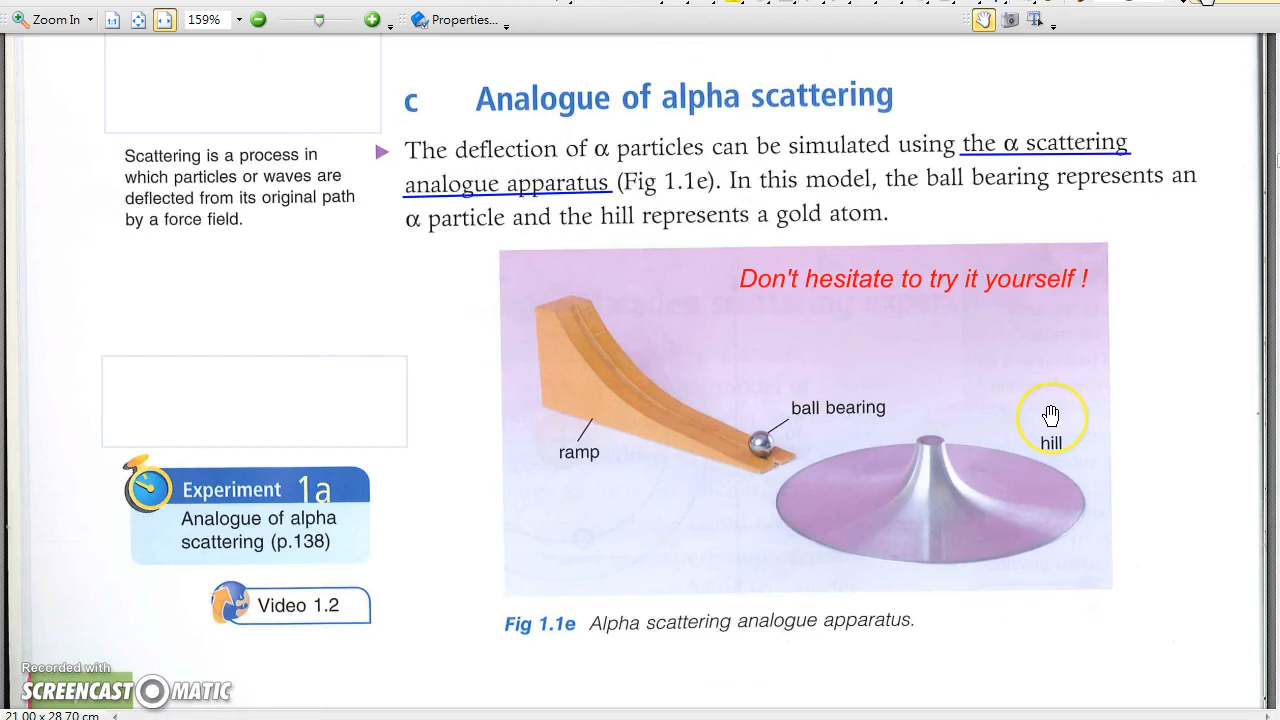 Zoom In
159%
Properties...
c Analogue of alpha scattering
Scattering is a process in
which particles or waves are
deflected from its original path
by a force field.
The deflection of α particles can be simulated using the α scattering
analogue apparatus (Fig 1.1e). In this model, the ball bearing represents an
α particle and the hill represents a gold atom.
Don't hesitate to try it yourself !
ball bearing
ramp
hill
Experiment 1a
Analogue of alpha
scattering (p.138)
Video 1.2
Fig 1.1e Alpha scattering analogue apparatus.
Recorded with
SCREENCAST MATIC
21.00 x 28.70 cm